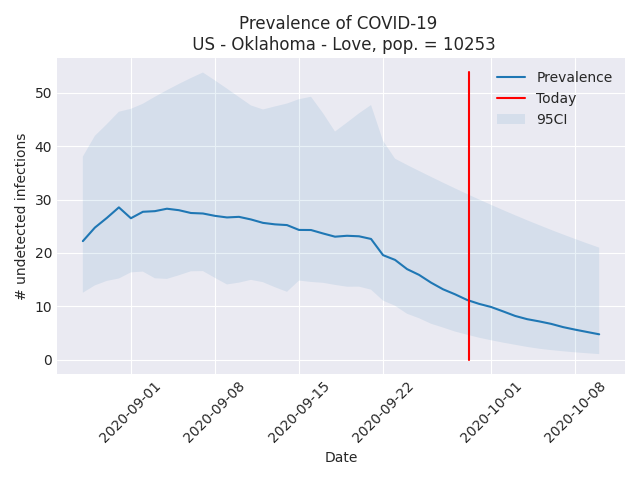 Prevalence of COVID-19
US - Oklahoma - Love, pop. = 10253
# undetected infections
50
40
30
20
10
0
Prevalence
Today
95CI
2020-09-01
2020-09-08
2020-09-15
2020-09-22
2020-10-01
2020-10-08
Date